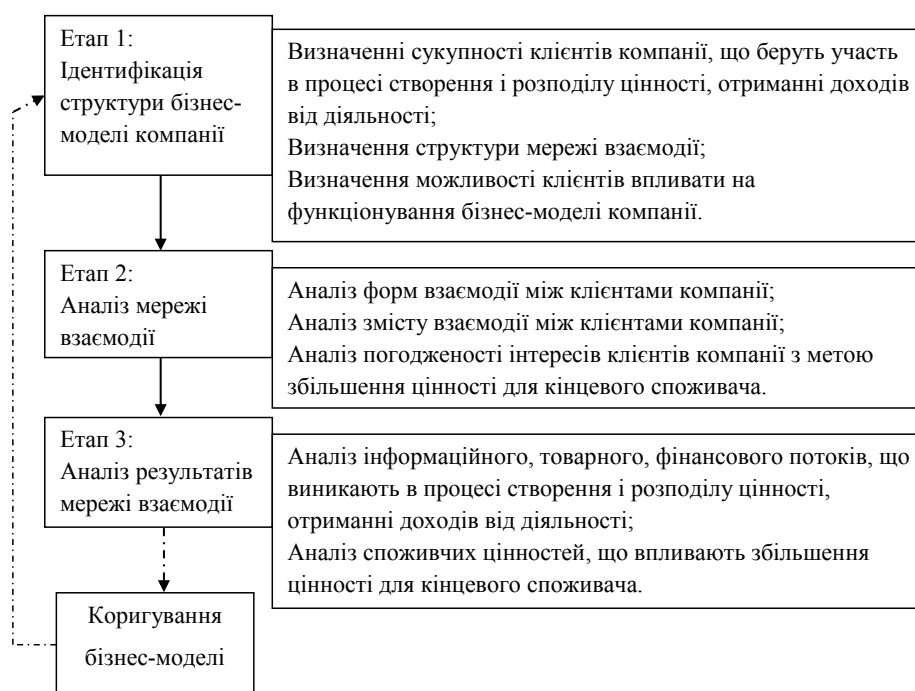 Етап 1:
Ідентифікація
структури бізнес-
моделі компанії
Визначенні сукупності клієнтів компанії, що беруть участь
в процесі створення і розподілу цінності, отриманні доходів
від діяльності;
Визначення структури мережі взаємодії;
Визначення можливості клієнтів впливати на
функціонування бізнес-моделі компанії.
Етап 2:
Аналіз мережі
взаємодії
Аналіз форм взаємодії між клієнтами компанії;
Аналіз змісту взаємодії між клієнтами компанії;
Аналіз погодженості інтересів клієнтів компанії з метою
збільшення цінності для кінцевого споживача.
Етап 3:
Аналіз результатів
мережі взаємодії
Аналіз інформаційного, товарного, фінансового потоків, що
виникають в процесі створення і розподілу цінності,
отриманні доходів від діяльності;
Аналіз споживчих цінностей, що впливають збільшення
цінності для кінцевого споживача.
Коригування
бізнес-моделі